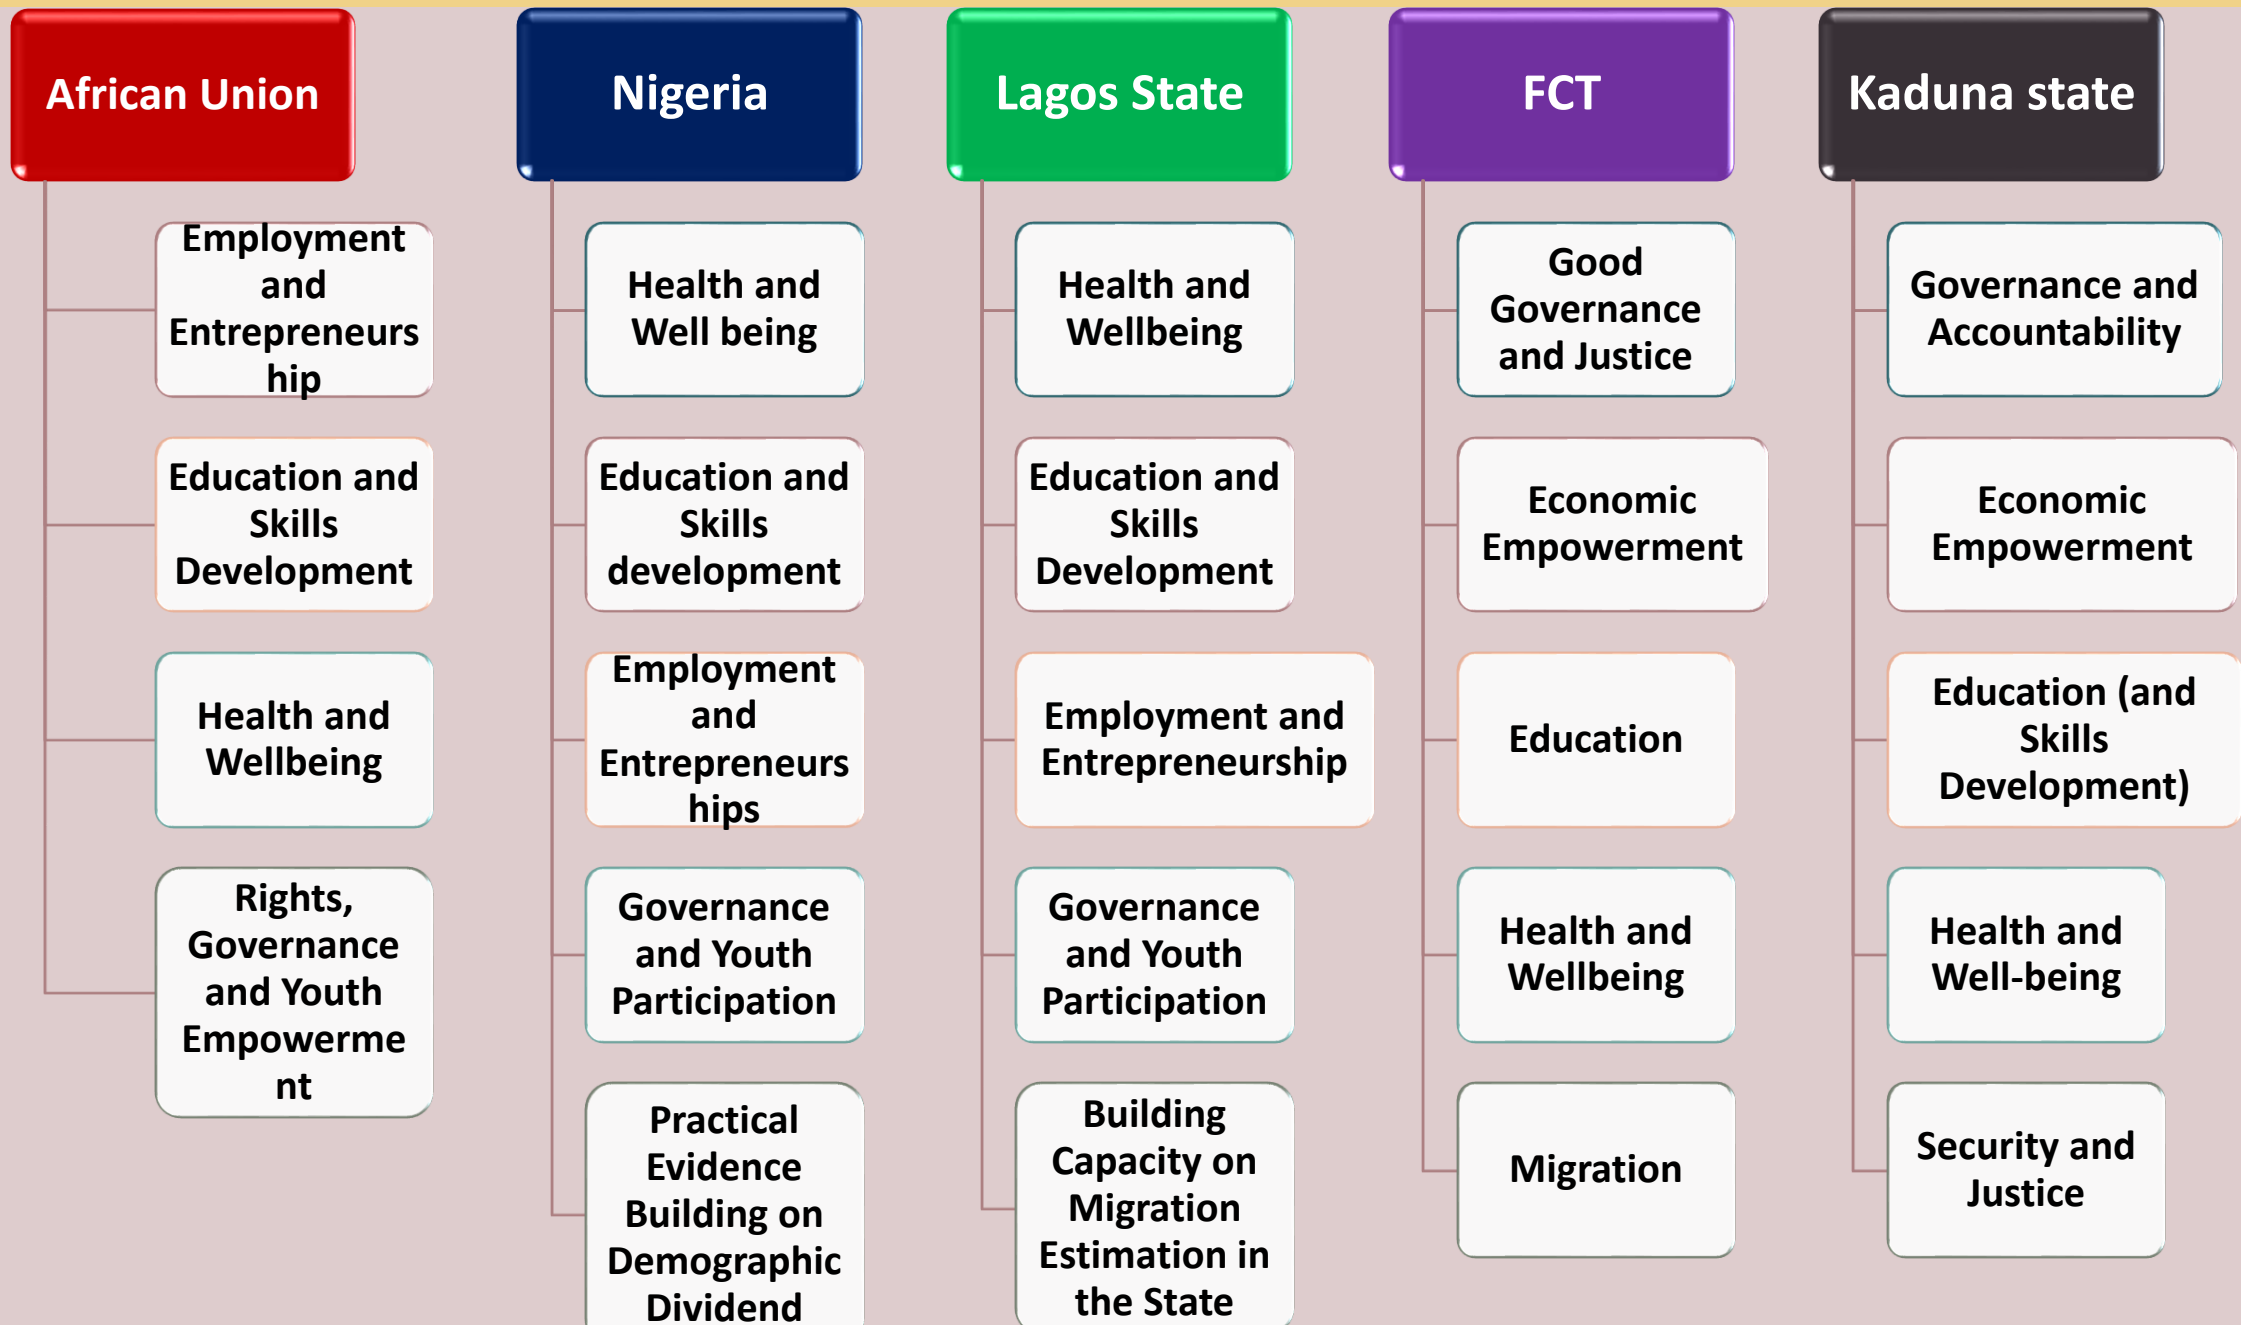 African Union
Employment
and
Entrepreneurs
hip
Education and
Skills
Development
Health and
Wellbeing
Rights,
Governance
and Youth
Empowerme
nt
Nigeria
Health and
Well being
Education and
Skills
development
Employment
and
Entrepreneurs
hips
Governance
and Youth
Participation
Practical
Evidence
Building on
Demographic
Dividend
Lagos State
Health and
Wellbeing
Education and
Skills
Development
Employment and
Entrepreneurship
Governance
and Youth
Participation
Building
Capacity on
Migration
Estimation in
the State
FCT
Good
Governance
and Justice
Economic
Empowerment
Education
Health and
Wellbeing
Migration
Kaduna state
Governance and
Accountability
Economic
Empowerment
Education (and
Skills
Development)
Health and
Well-being
Security and
Justice